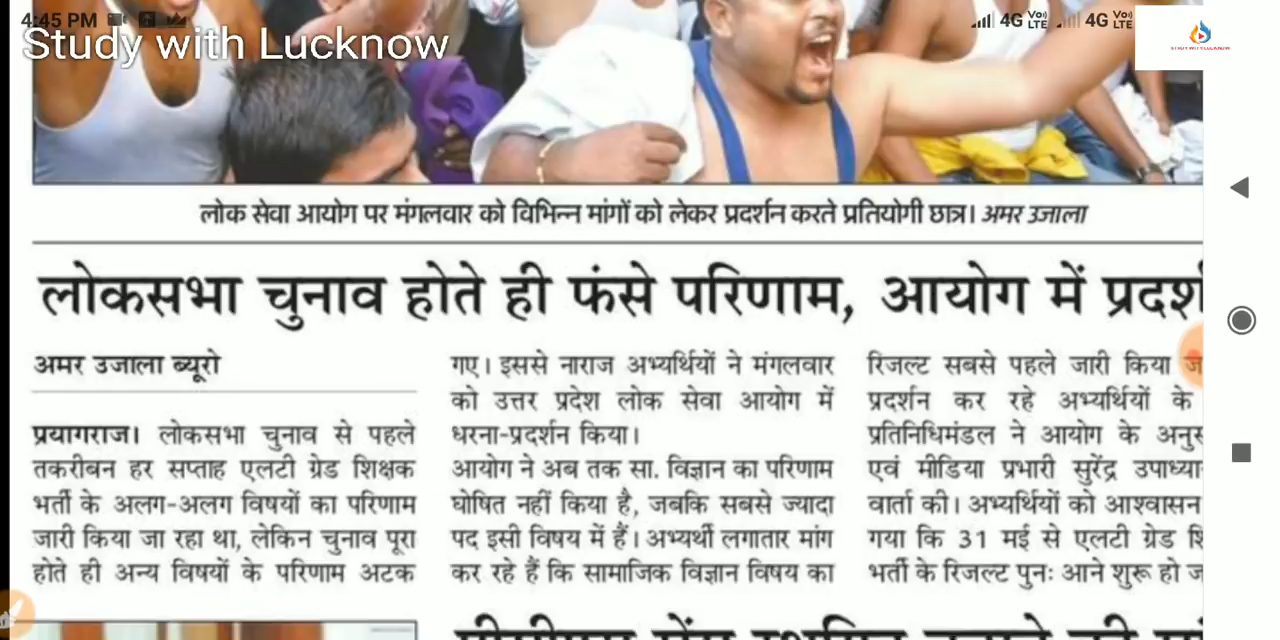 4:45 PM
4G VoLTE 4G VoLTE
Study with Lucknow
STUDY WITH LUCKNOW
लोक सेवा आयोग पर मंगलवार को विभिन्न मांगों को लेकर प्रदर्शन करते प्रतियोगी छात्र। अमर उजाला
लोकसभा चुनाव होते ही फंसे परिणाम, आयोग में
अमर उजाला ब्यूरो
प्रयागराज। लोकसभा चुनाव से पहले
तकरीबन हर सप्ताह एलटी ग्रेड शिक्षक
भर्ती के अलग-अलग विषयों का परिणाम
जारी किया जा रहा था, लेकिन चुनाव पूरा
होते ही अन्य विषयों के परिणाम अटक
गए। इससे नाराज अभ्यर्थियों ने मंगलवार
को उत्तर प्रदेश लोक सेवा आयोग में
धरना-प्रदर्शन किया।
आयोग ने अब तक सा. विज्ञान का परिणाम
घोषित नहीं किया है, जबकि सबसे ज्यादा
पद इसी विषय में हैं। अभ्यर्थी लगातार मांग
कर रहे हैं कि सामाजिक विज्ञान विषय का
रिजल्ट सबसे पहले जारी किया
प्रदर्शन कर रहे अभ्यर्थियों के
प्रतिनिधिमंडल ने आयोग के
एवं मीडिया प्रभारी सुरेंद्र
वार्ता की। अभ्यर्थियों को आश्वासन
गया कि 31 मई से एलटी ग्रेड
भर्ती के रिजल्ट पुनः आने शुरू हो